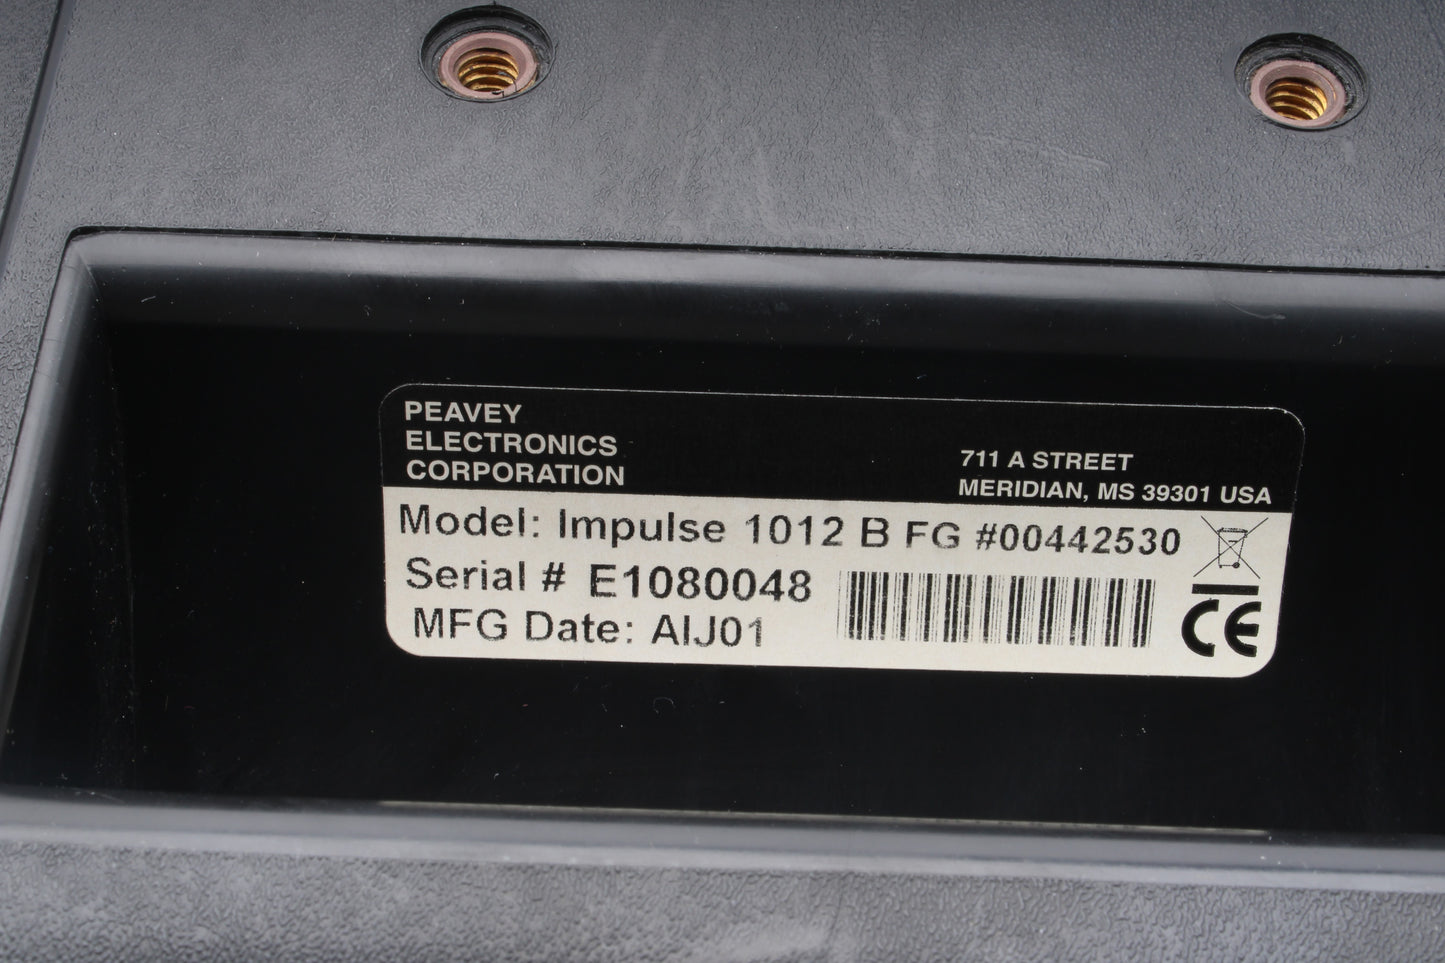 PEAVEY
ELECTRONICS
CORPORATION
711 A STREET
MERIDIAN, MS 39301 USA
Model: Impulse 1012 B FG #00442530
Serial # E1080048
MFG Date: AIJ01
CE